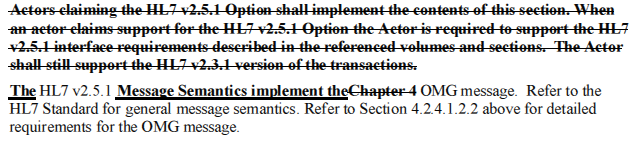 Actors claiming the HL7 v2.5.1 Option shall implement the contents of this section. When
an actor claims support for the HL7 v2.5.1 Option the Actor is required to support the HL7
v2.5.1 interface requirements described in the referenced volumes and sections. The Actor
shall still support the HL7 v2.3.1 version of the transactions.
The HL7 v2.5.1 Message Semantics implement theChapter 4 OMG message. Refer to the
HL7 Standard for general message semantics. Refer to Section 4.2.4.1.2.2 above for detailed
requirements for the OMG message.